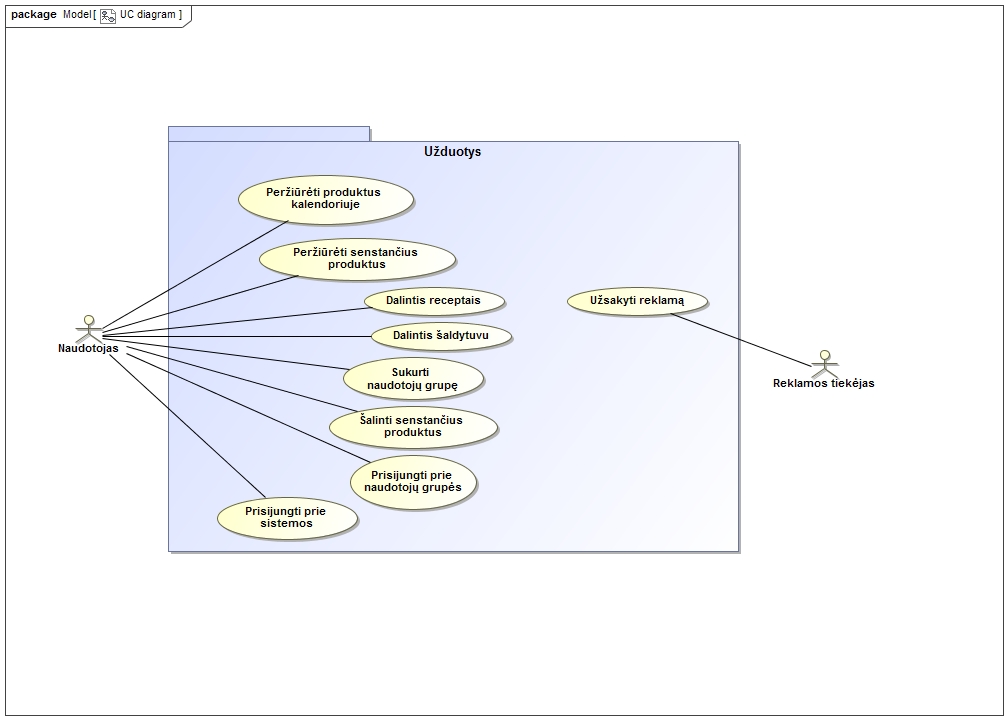 package Model[ UC diagram ]
Užduotys
Peržiūrėti produktus
kalendoriuje
Peržiūrėti senstančius
produktus
Dalintis receptais
Užsakyti reklamą
Dalintis šaldytuvu
Naudotojas
Sukurti
naudotojų grupę
Reklamos tiekėjas
Šalinti senstančius
produktus
Prisijungti prie
naudotojų grupės
Prisijungti prie
sistemos